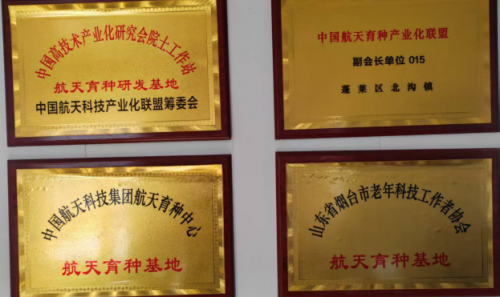 中国高技术产业化研究会院士工作站
航天育种研发基地
中国航天科技产业化联盟筹委会
中国航天育种产业化联盟
副会长单位 015
蓬莱区北沟镇
中国航天科技集团航天育种中心
航天育种基地
山东省烟台市老年科技工作者协会
航天育种基地